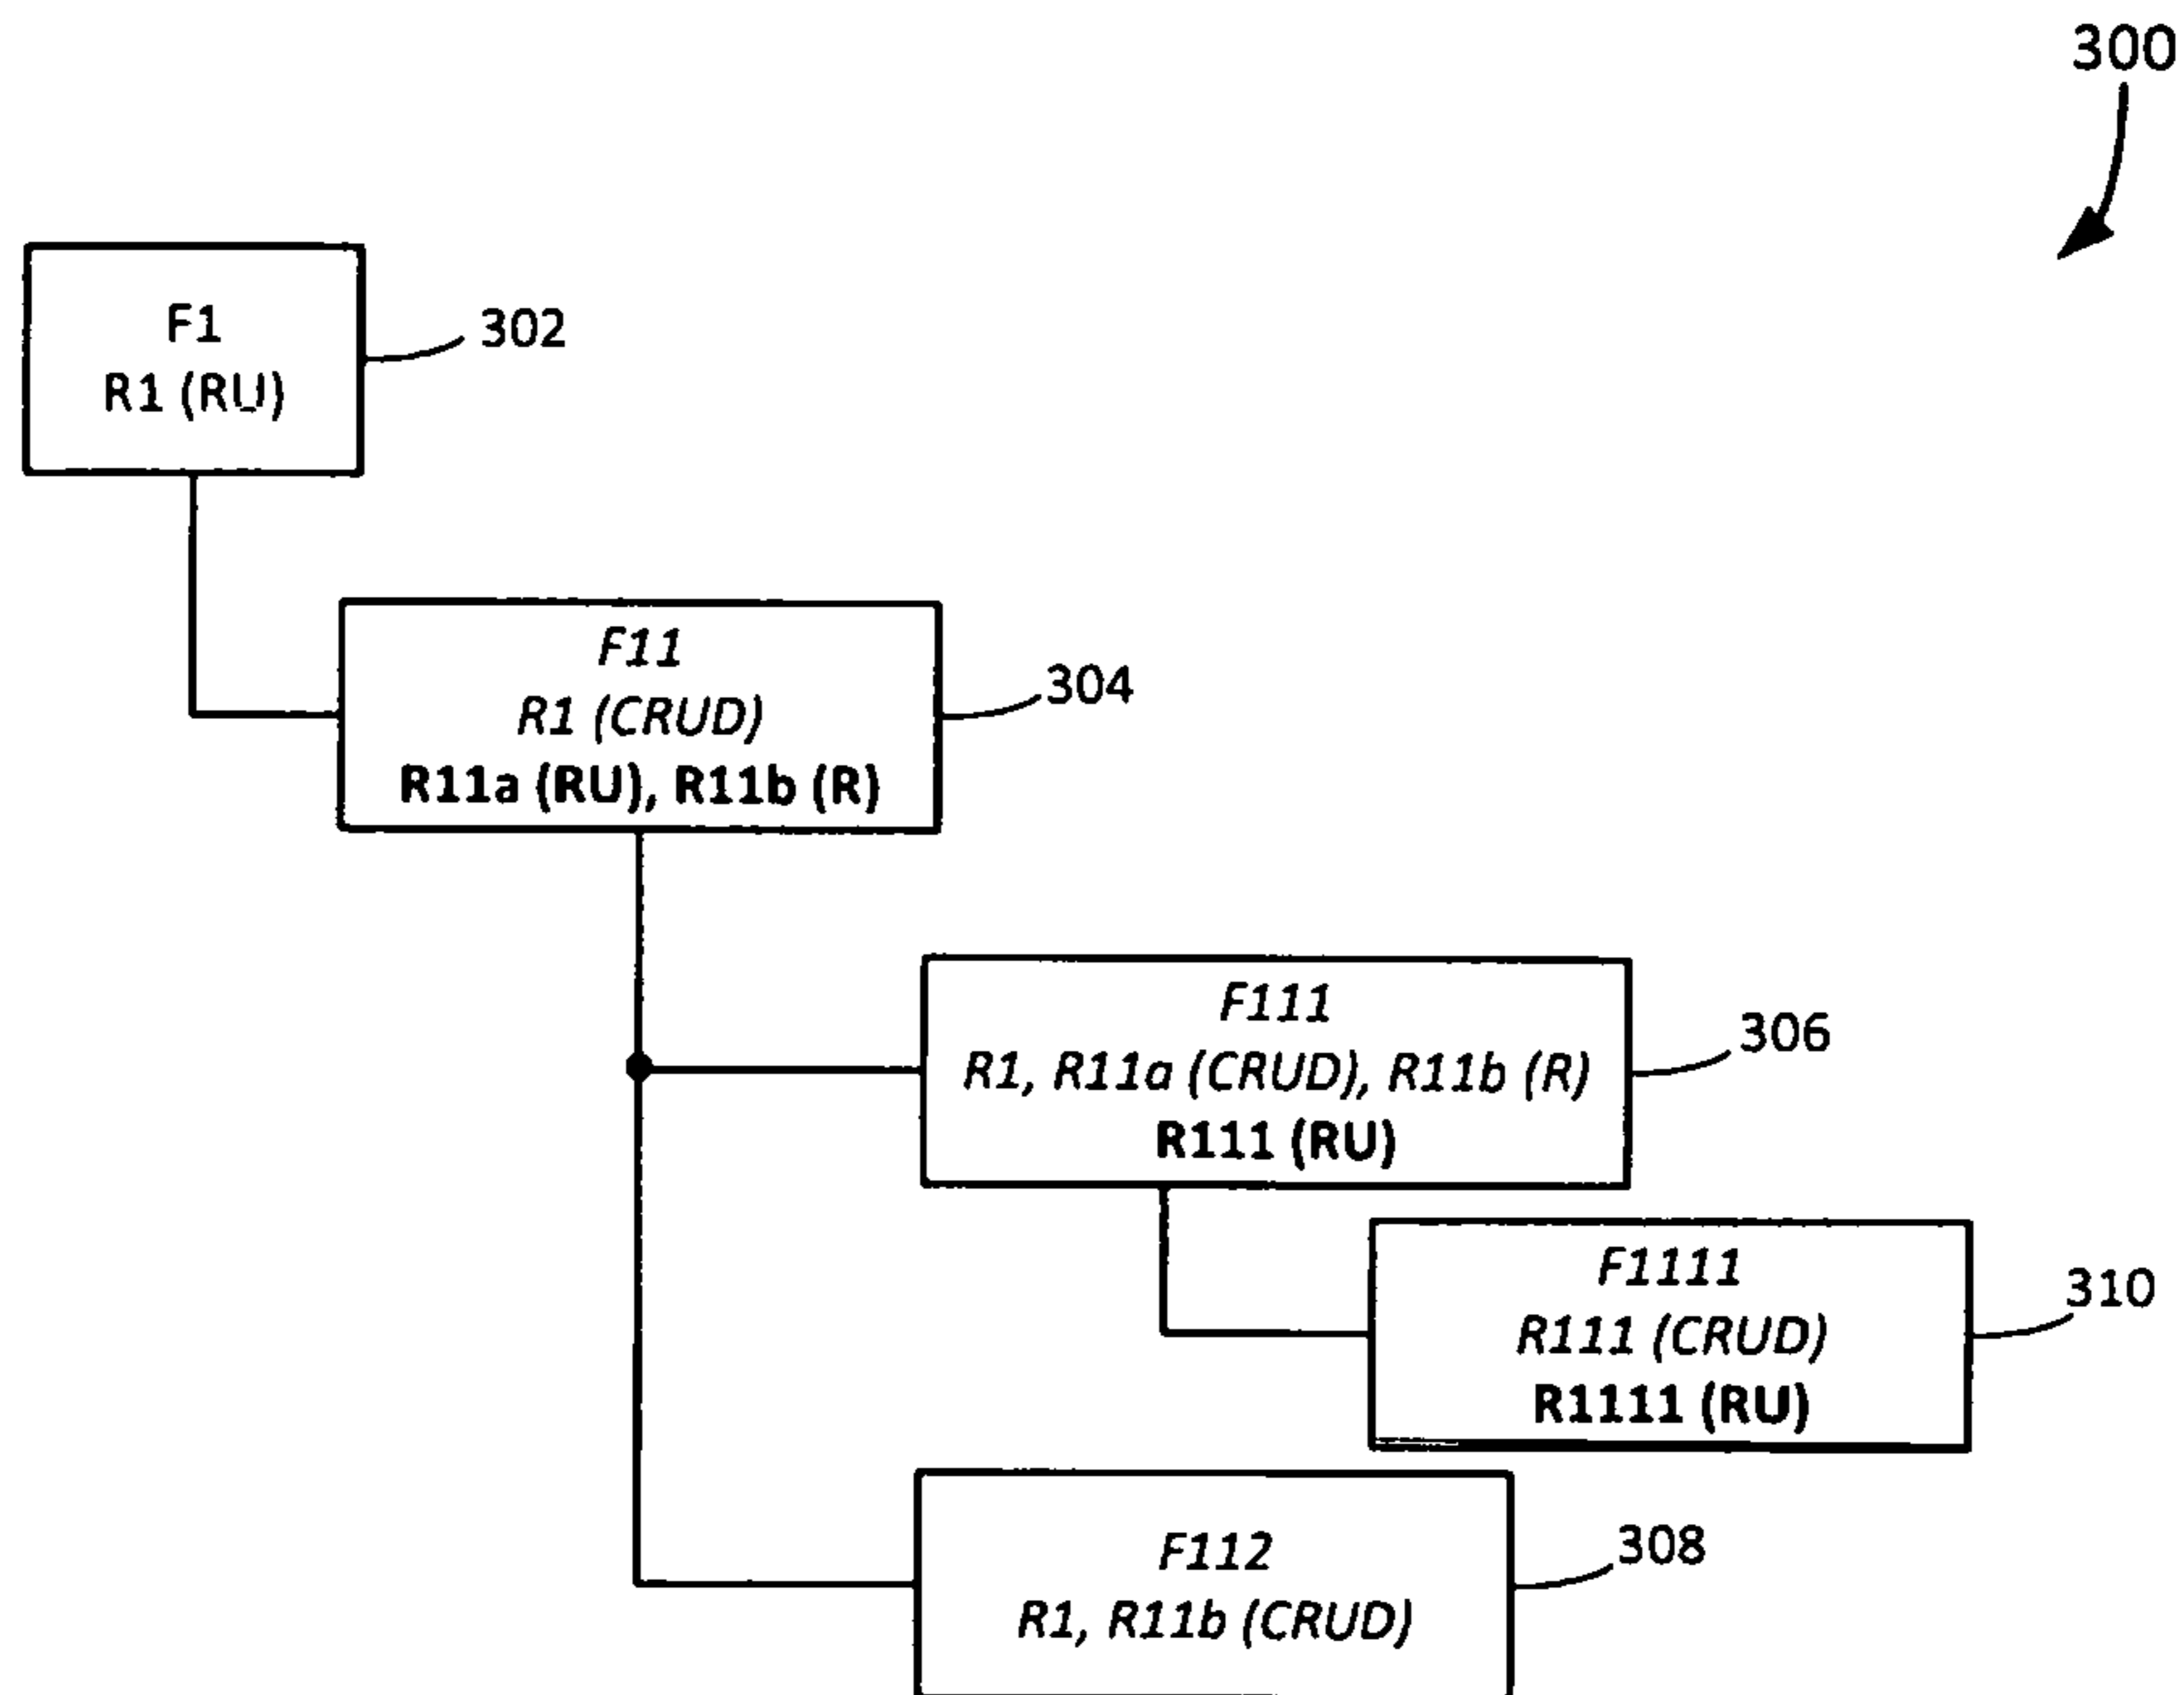 300
F1
R1 (RU)
302
F11
R1 (CRUD)
R11a (RU), R11b (R)
304
F111
R1, R11a (CRUD), R11b (R)
R111 (RU)
306
F1111
R111 (CRUD)
R1111 (RU)
310
F112
R1, R11b (CRUD)
308